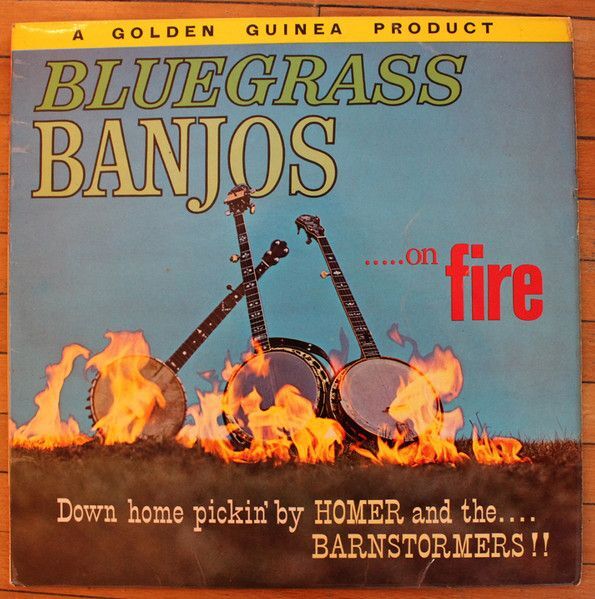 A GOLDEN GUINEA PRODUCT
BLUEGRASS
BANJOS
.....on fire
Down home pickin' by HOMER and the....
BARNSTORMERS!!